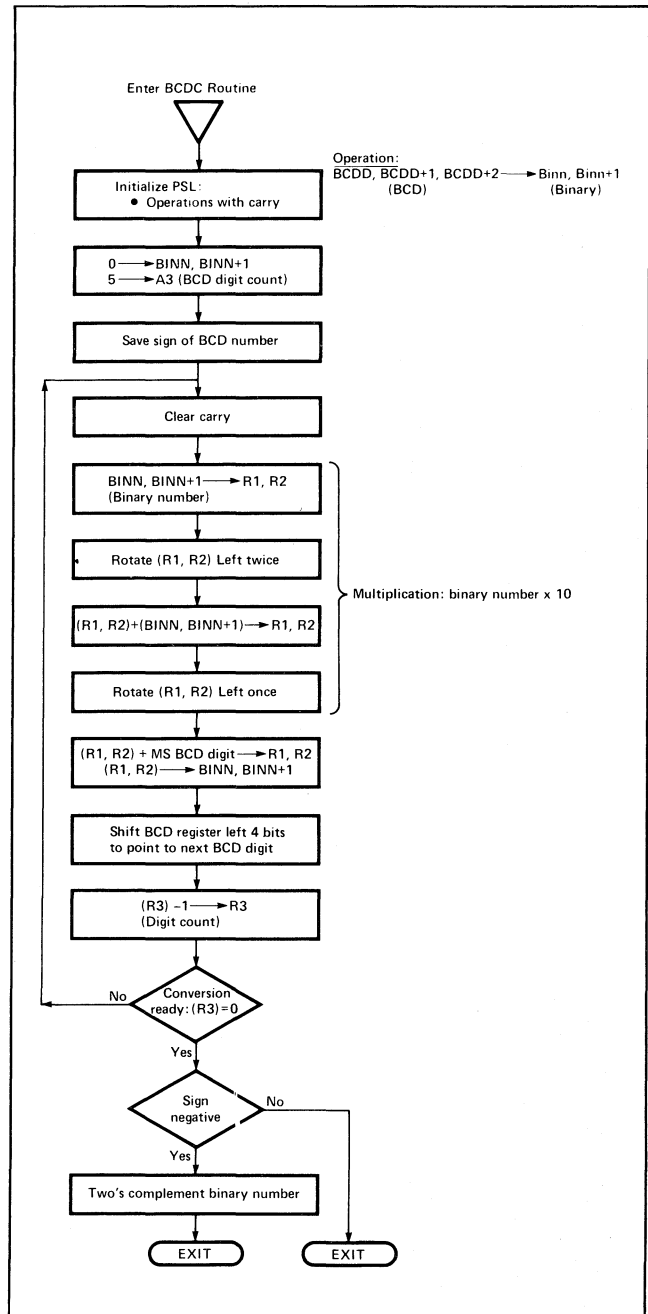 Enter BCDC Routine
Operation:
BCDD, BCDD+1, BCDD+2 → Binn, Binn+1
(BCD) (Binary)
Initialize PSL:
• Operations with carry
0 → BINN, BINN+1
5 → A3 (BCD digit count)
Save sign of BCD number
Clear carry
BINN, BINN+1 → R1, R2
(Binary number)
Rotate (R1, R2) Left twice
Multiplication: binary number x 10
(R1, R2)+(BINN, BINN+1) → R1, R2
Rotate (R1, R2) Left once
(R1, R2) + MS BCD digit → R1, R2
(R1, R2) → BINN, BINN+1
Shift BCD register left 4 bits
to point to next BCD digit
(R3) -1 → R3
(Digit count)
No
Conversion
ready: (R3) = 0
Yes
Sign
negative
No
Yes
Two's complement binary number
EXIT
EXIT